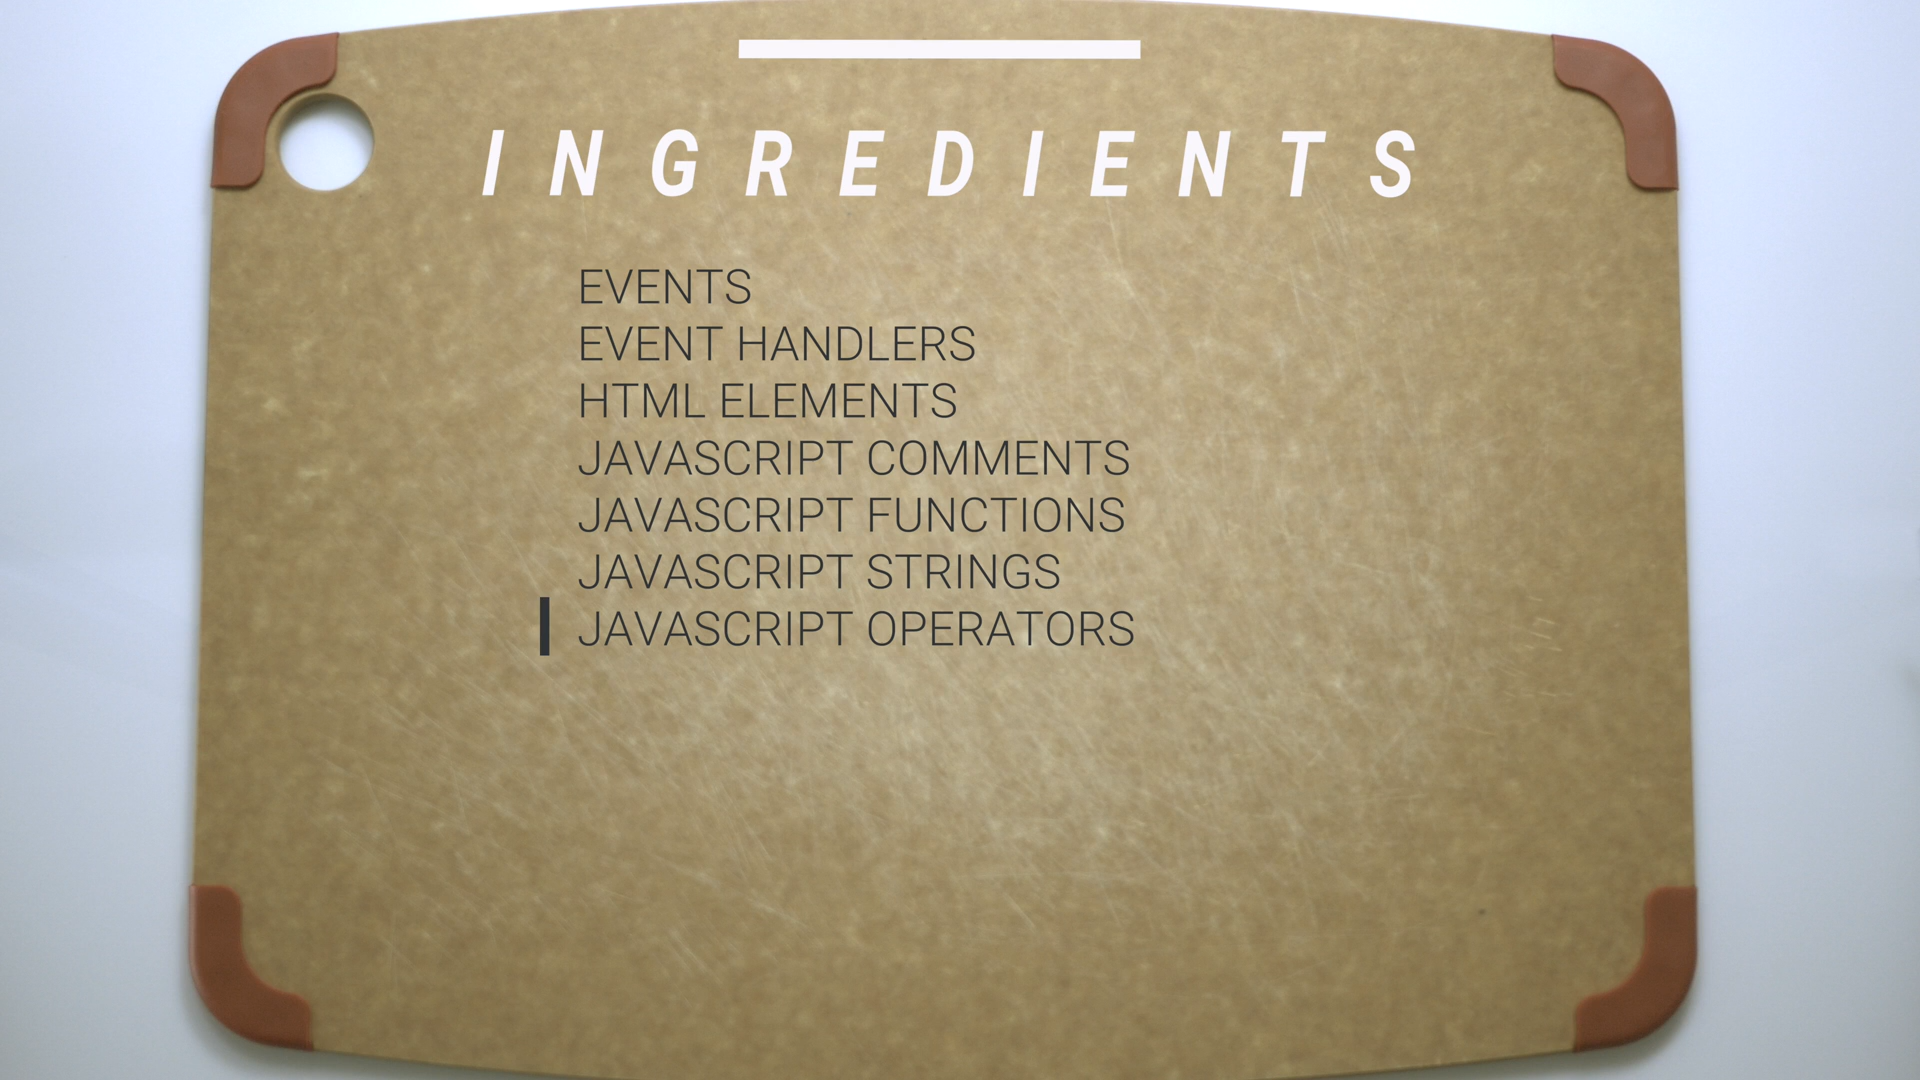 INGREDIENTS
EVENTS
EVENT HANDLERS
HTML ELEMENTS
JAVASCRIPT COMMENTS
JAVASCRIPT FUNCTIONS
JAVASCRIPT STRINGS
JAVASCRIPT OPERATORS